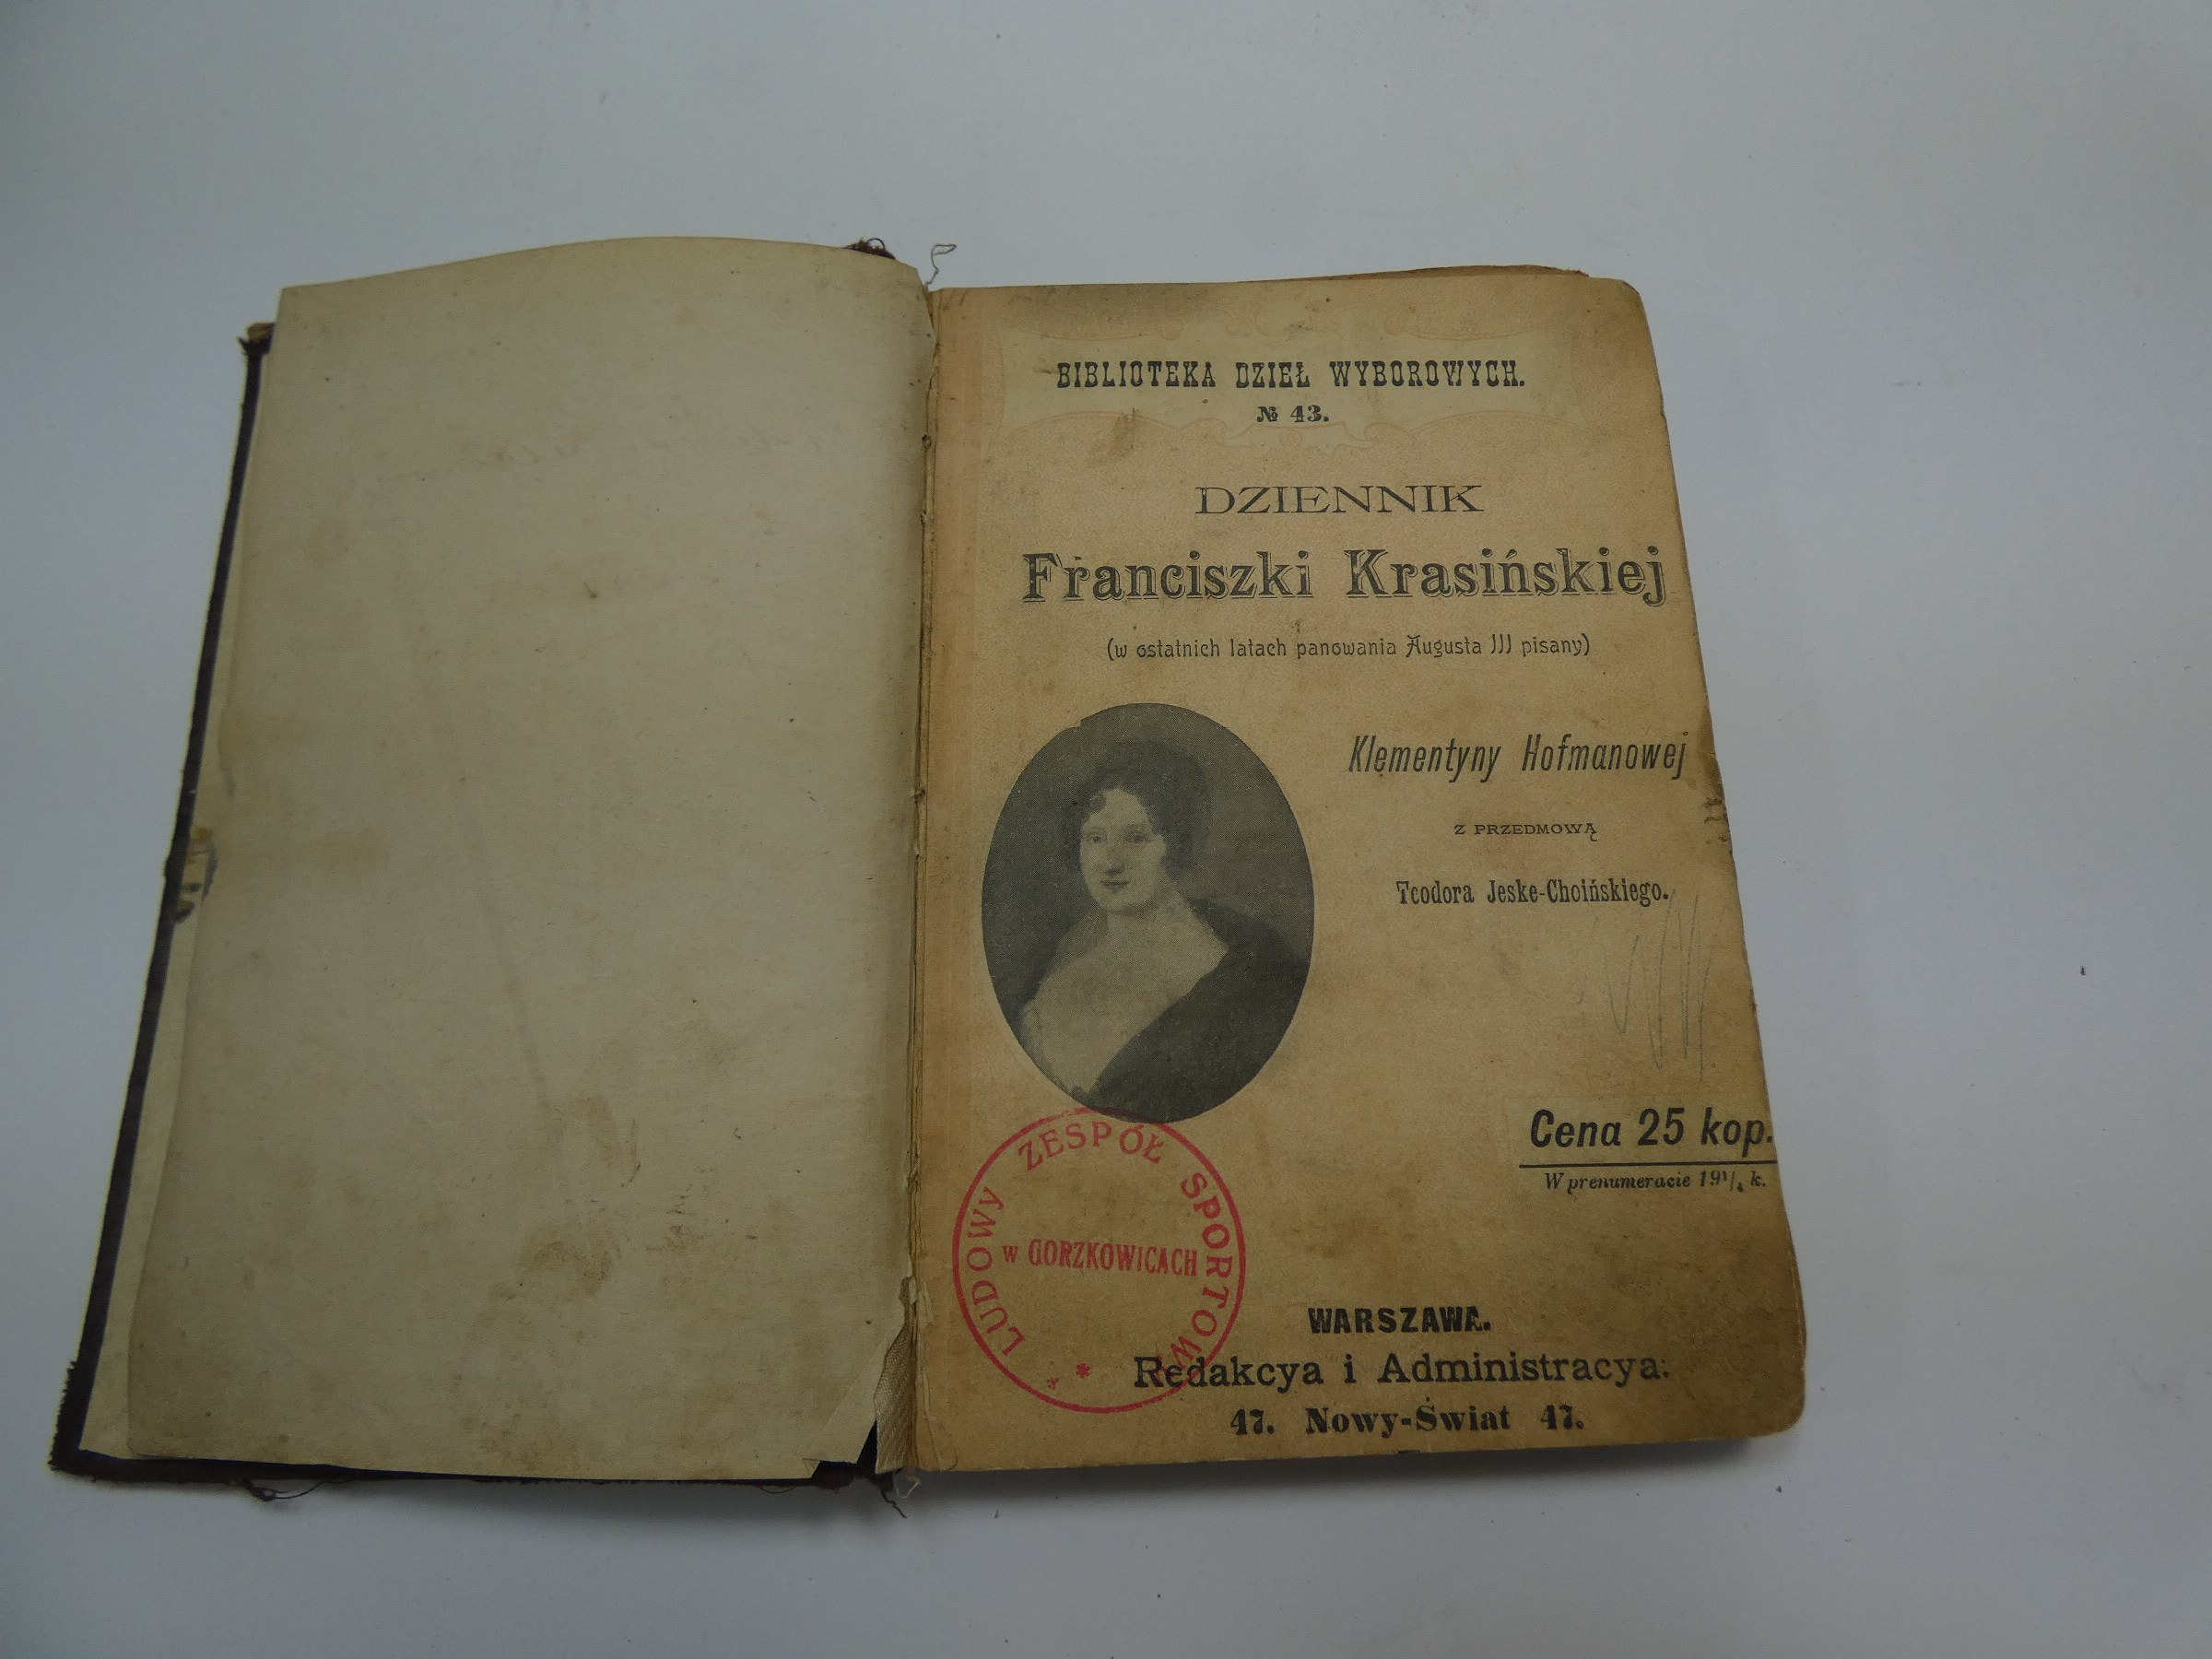 BIBLIOTEKA DZIEŁ WYBOROWYCH.
№ 43.
DZIENNIK
Franciszki Krasińskiej
(w ostatnich latach panowania Augusta III pisany)
Klementyny Hofmanowej
Z PRZEDMOWĄ
Teodora Jeske-Choińskiego.
Cena 25 kop.
W prenumeracie 19¹/₄ k.
LUDOWY ZESPÓŁ SPORTOWY
w GORZKOWICACH
WARSZAWA.
Redakcya i Administracya:
47. Nowy-Świat 47.